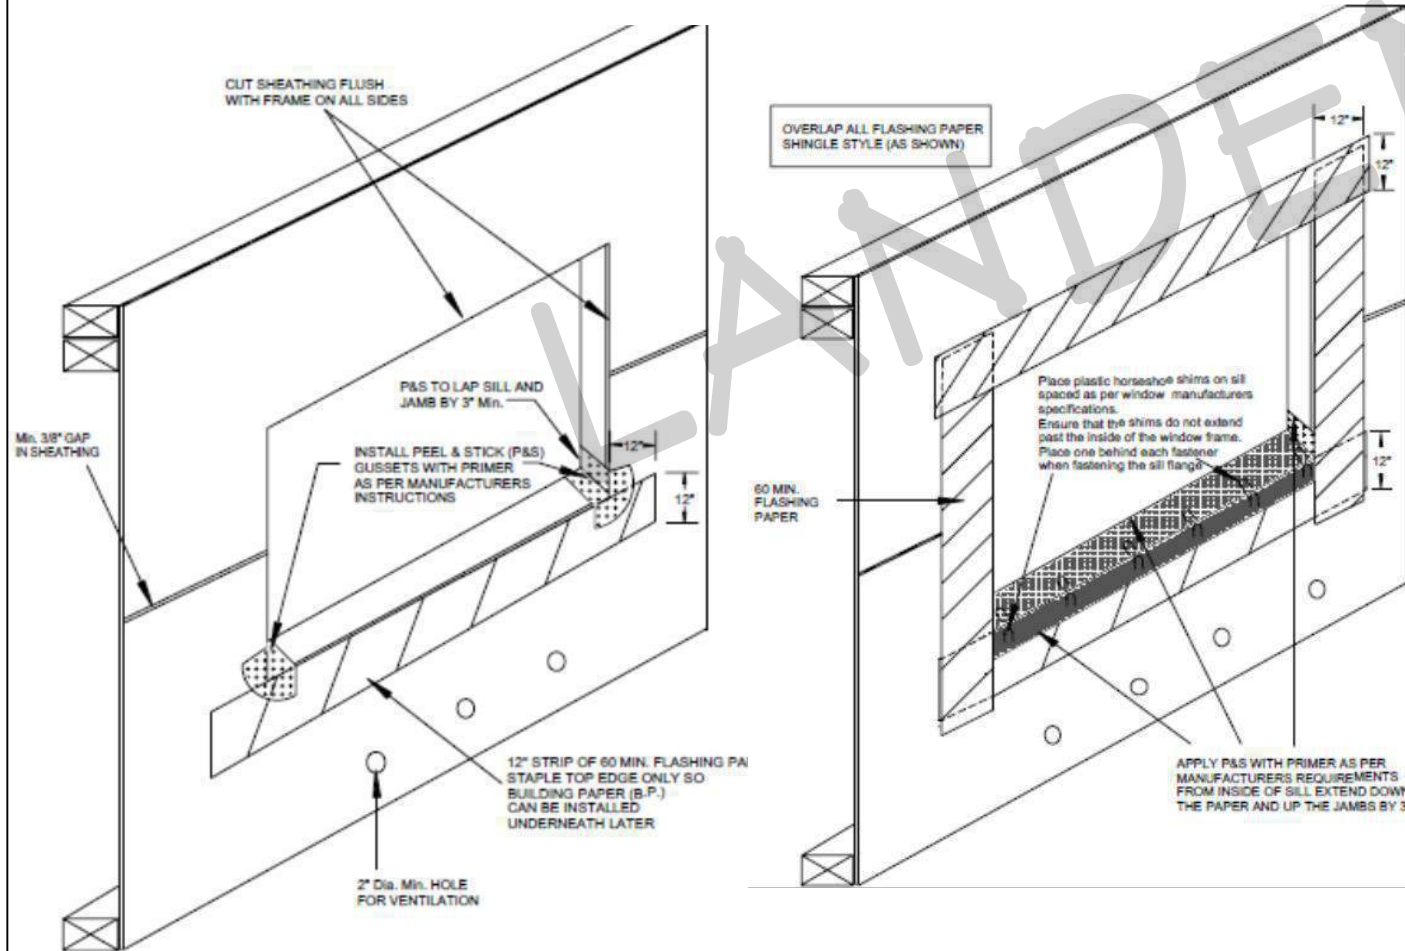 CUT SHEATHING FLUSH
WITH FRAME ON ALL SIDES
P&S TO LAP SILL AND
JAMB BY 3" Min.
Min. 3/8" GAP
IN SHEATHING
INSTALL PEEL & STICK (P&S)
GUSSETS WITH PRIMER
AS PER MANUFACTURERS
INSTRUCTIONS
12"
12"
12" STRIP OF 60 MIN. FLASHING PA
STAPLE TOP EDGE ONLY SO
BUILDING PAPER (B.P.)
CAN BE INSTALLED
UNDERNEATH LATER
2" Dia. Min. HOLE
FOR VENTILATION
OVERLAP ALL FLASHING PAPER
SHINGLE STYLE (AS SHOWN)
12"
12"
Place plastic horseshoe shims on sill
spaced as per window manufacturers
specifications.
Ensure that the shims do not extend
past the inside of the window frame.
Place one behind each fastener
when fastening the sill flange
12"
60 MIN.
FLASHING
PAPER
APPLY P&S WITH PRIMER AS PER
MANUFACTURERS REQUIREMENTS
FROM INSIDE OF SILL EXTEND DOWN
THE PAPER AND UP THE JAMBS BY 3
LANDE